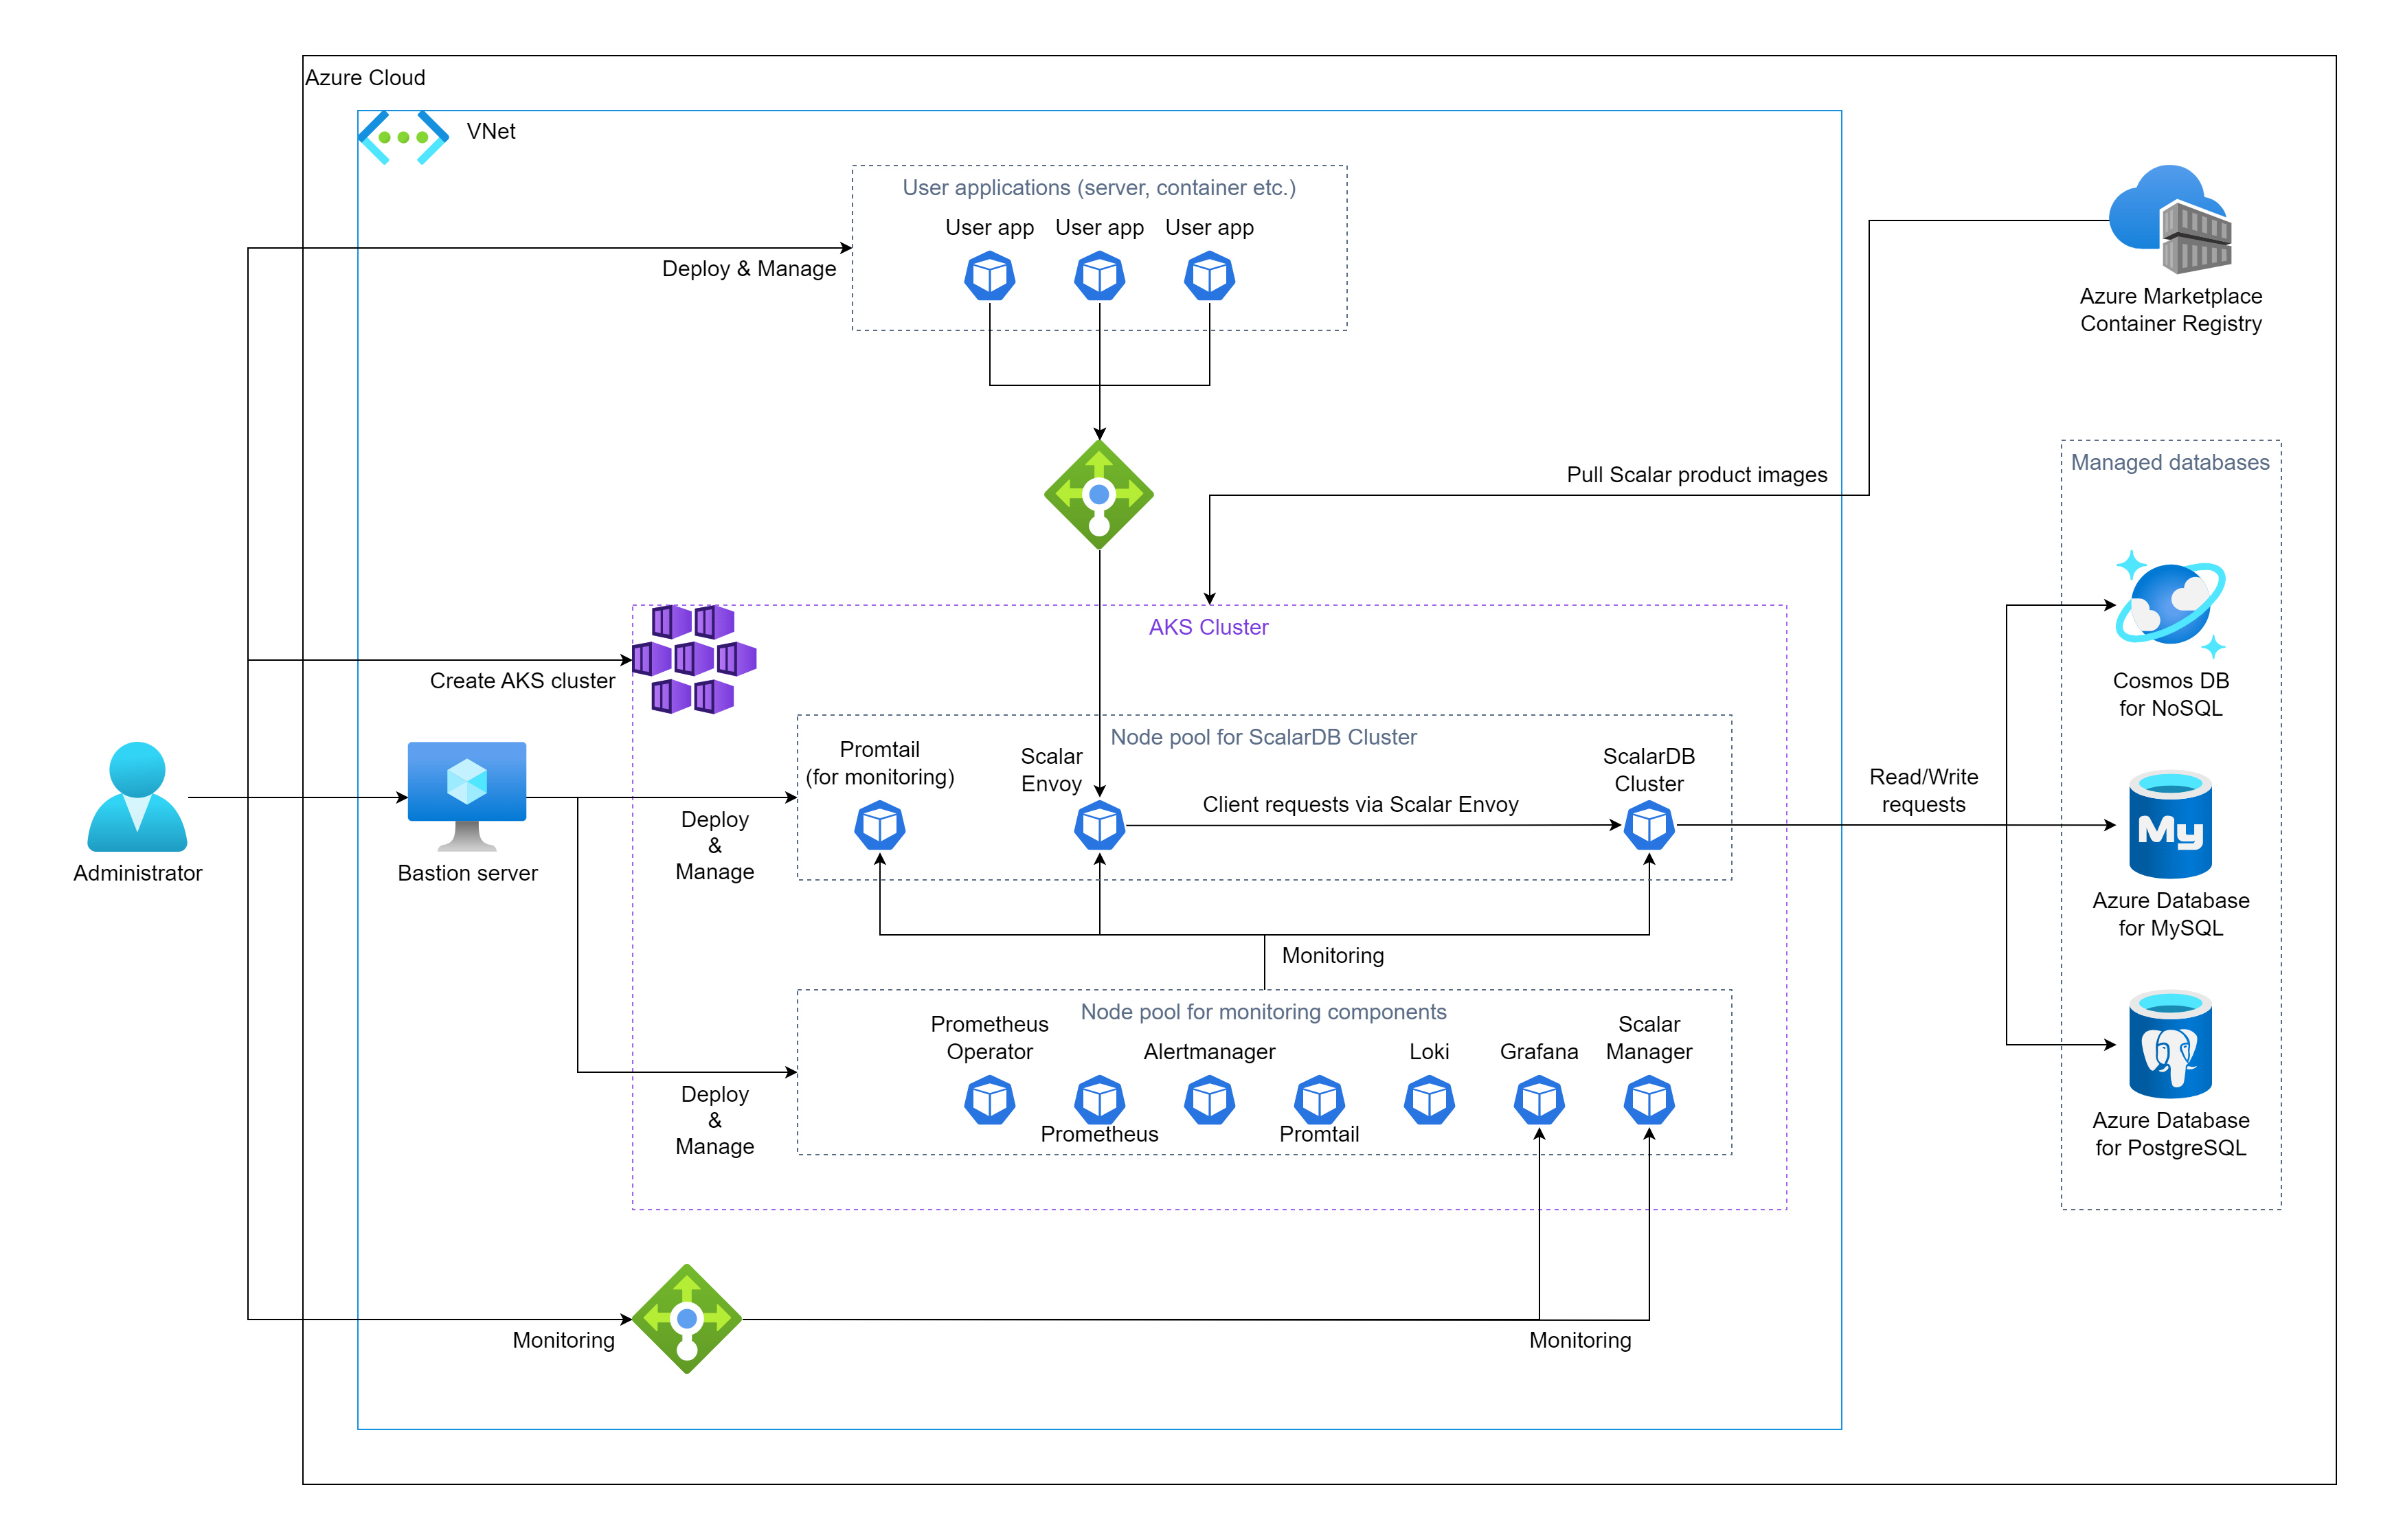 Azure Cloud
VNet
User applications (server, container etc.)
User app
User app
User app
Deploy & Manage
Azure Marketplace
Container Registry
Pull Scalar product images
Managed databases
AKS Cluster
Create AKS cluster
Cosmos DB
for NoSQL
Node pool for ScalarDB Cluster
Promtail
(for monitoring)
Scalar
Envoy
ScalarDB
Cluster
Client requests via Scalar Envoy
Read/Write
requests
Deploy
&
Manage
Administrator
Bastion server
Azure Database
for MySQL
Monitoring
Node pool for monitoring components
Prometheus
Operator
Prometheus
Alertmanager
Promtail
Loki
Grafana
Scalar
Manager
Deploy
&
Manage
Azure Database
for PostgreSQL
Monitoring
Monitoring
My